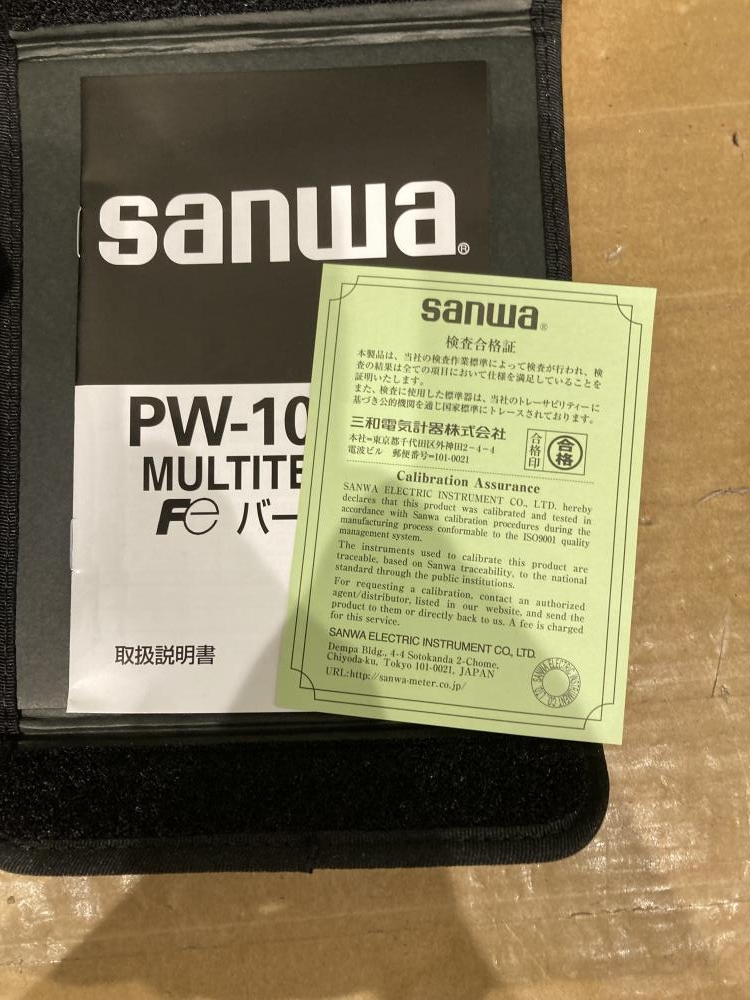 sanwa®
PW-10
MULTITE
Fe バー
取扱説明書
sanwa®
検査合格証
本製品は、当社の検査作業標準によって検査が行われ、検
査の結果は全ての項目において仕様を満足していることを
証明いたします。
また、検査に使用した標準器は、当社のトレーサビリティーに
基づき公的機関を通じ国家標準にトレースされております。
三和電気計器株式会社
本社=東京都千代田区外神田2-4-4
電波ビル 郵便番号=101-0021
合格印
合格
Calibration Assurance
SANWA ELECTRIC INSTRUMENT CO., LTD. hereby
declares that this product was calibrated and tested in
accordance with Sanwa calibration procedures during the
manufacturing process conformable to the ISO9001 quality
management system.
The instruments used to calibrate this product are
traceable, based on Sanwa traceability, to the national
standard through the public institutions.
For requesting a calibration, contact an authorized
agent/distributor, listed in our website, and send the
product to them or directly back to us. A fee is charged
for this service.
SANWA ELECTRIC INSTRUMENT CO., LTD.
Dempa Bldg., 4-4 Sotokanda 2-Chome,
Chiyoda-ku, Tokyo 101-0021, JAPAN
URL:http://sanwa-meter.co.jp/
SANWA ELECTRIC INSTRUMENT CO., LTD.